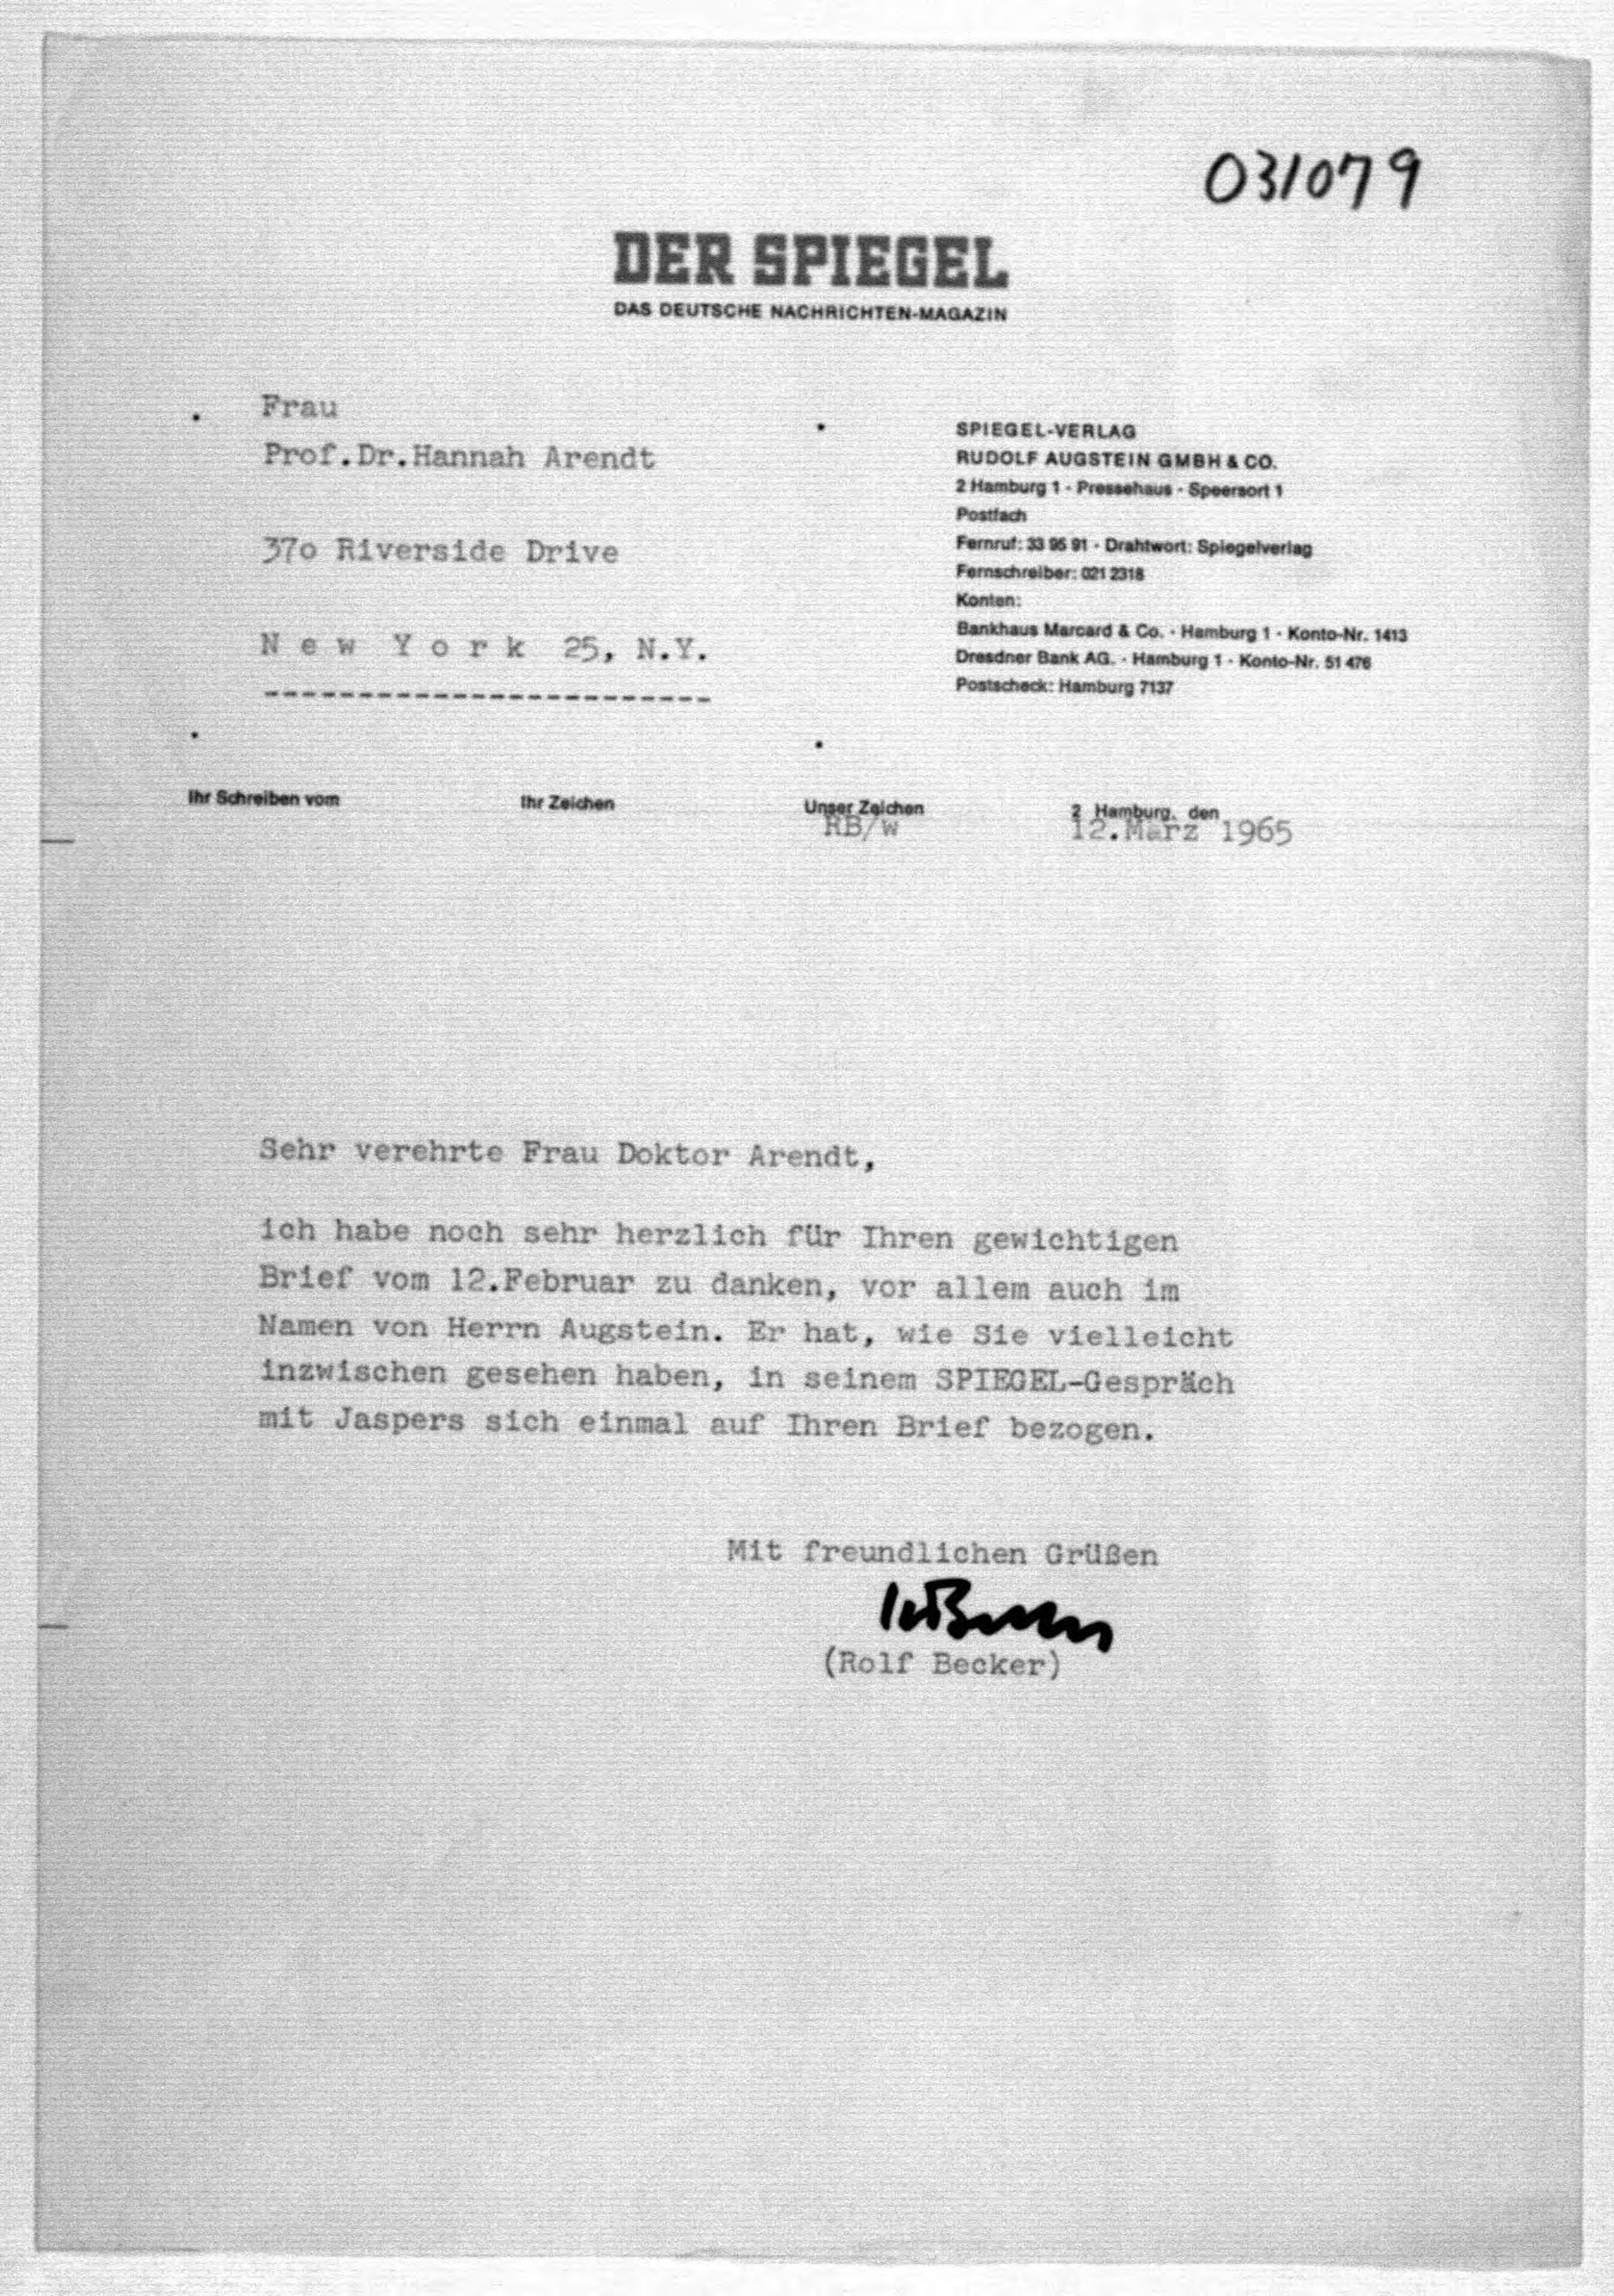 031079
DER SPIEGEL
DAS DEUTSCHE NACHRICHTEN-MAGAZIN
Frau
Prof.Dr.Hannah Arendt
37o Riverside Drive
N e w Y o r k 25, N.Y.
-------------------------
SPIEGEL-VERLAG
RUDOLF AUGSTEIN GMBH & CO.
2 Hamburg 1 · Pressehaus · Speersort 1
Postfach
Fernruf: 33 95 91 · Drahtwort: Spiegelverlag
Fernschreiber: 021 2318
Konten:
Bankhaus Marcard & Co. · Hamburg 1 · Konto-Nr. 1413
Dresdner Bank AG. · Hamburg 1 · Konto-Nr. 51 476
Postscheck: Hamburg 7137
Ihr Schreiben vom Ihr Zeichen Unser Zeichen 2 Hamburg, den
RB/w 12.März 1965
Sehr verehrte Frau Doktor Arendt,
ich habe noch sehr herzlich für Ihren gewichtigen
Brief vom 12.Februar zu danken, vor allem auch im
Namen von Herrn Augstein. Er hat, wie Sie vielleicht
inzwischen gesehen haben, in seinem SPIEGEL-Gespräch
mit Jaspers sich einmal auf Ihren Brief bezogen.
Mit freundlichen Grüßen
(Rolf Becker)